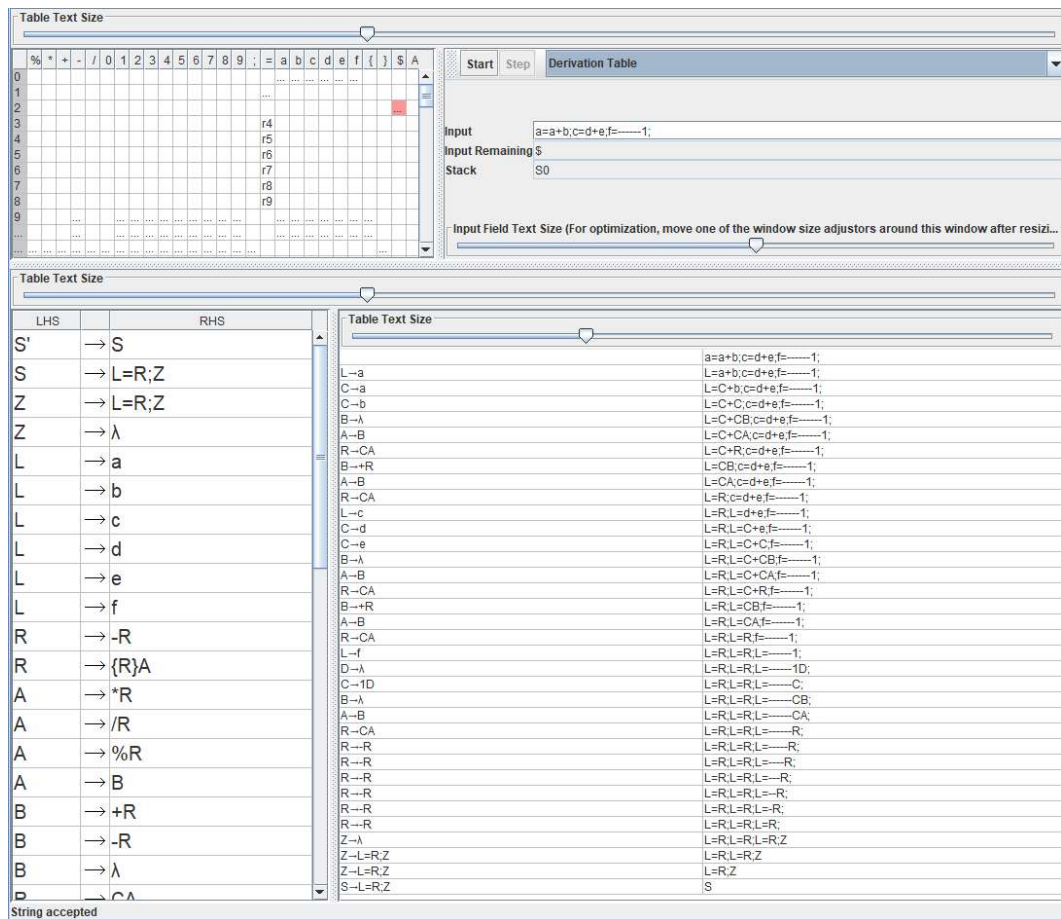 Table Text Size
% * + - / 0 1 2 3 4 5 6 7 8 9 ; = a b c d e f { } $ A
0 ... ... ... ... ... ...
1 ...
2 ...
3 r4
4 r5
5 r6
6 r7
7 r8
8 r9
9 ... ... ... ... ... ... ... ... ... ... ... ... ... ... ... ... ... ...
... ... ... ... ... ... ... ... ... ... ... ... ... ... ... ... ... ... ... ...
... ... ... ... ... ... ... ... ... ... ... ... ... ... ... ... ... ... ...
Start Step Derivation Table
Input a=a+b;c=d+e;f=------1;
Input Remaining $
Stack S0
Input Field Text Size (For optimization, move one of the window size adjustors around this window after resizi...
Table Text Size
LHS RHS
S' → S
S → L=R;Z
Z → L=R;Z
Z → λ
L → a
L → b
L → c
L → d
L → e
L → f
R → -R
R → {R}A
A → *R
A → /R
A → %R
A → B
B → +R
B → -R
B → λ
R → CA
Table Text Size
a=a+b;c=d+e;f=------1;
L→a L=a+b;c=d+e;f=------1;
C→a L=C+b;c=d+e;f=------1;
C→b L=C+C;c=d+e;f=------1;
B→λ L=C+CB;c=d+e;f=------1;
A→B L=C+CA;c=d+e;f=------1;
R→CA L=C+R;c=d+e;f=------1;
B→+R L=CB;c=d+e;f=------1;
A→B L=CA;c=d+e;f=------1;
R→CA L=R;c=d+e;f=------1;
L→c L=R;L=d+e;f=------1;
C→d L=R;L=C+e;f=------1;
C→e L=R;L=C+C;f=------1;
B→λ L=R;L=C+CB;f=------1;
A→B L=R;L=C+CA;f=------1;
R→CA L=R;L=C+R;f=------1;
B→+R L=R;L=CB;f=------1;
A→B L=R;L=CA;f=------1;
R→CA L=R;L=R;f=------1;
L→f L=R;L=R;L=------1;
D→λ L=R;L=R;L=------1D;
C→1D L=R;L=R;L=------C;
B→λ L=R;L=R;L=------CB;
A→B L=R;L=R;L=------CA;
R→CA L=R;L=R;L=------R;
R→-R L=R;L=R;L=-----R;
R→-R L=R;L=R;L=----R;
R→-R L=R;L=R;L=---R;
R→-R L=R;L=R;L=--R;
R→-R L=R;L=R;L=-R;
R→-R L=R;L=R;L=R;
Z→λ L=R;L=R;L=R;Z
Z→L=R;Z L=R;L=R;Z
Z→L=R;Z L=R;Z
S→L=R;Z S
String accepted